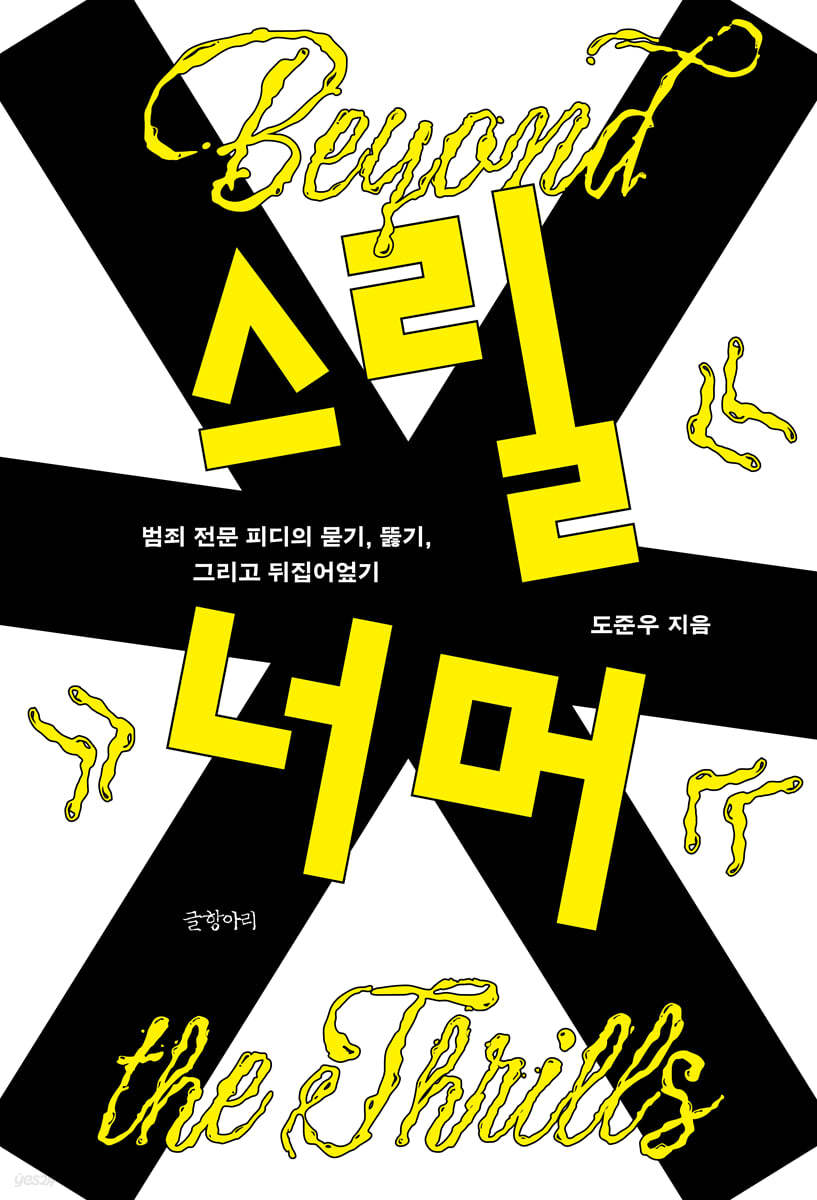 Beyond
스릴
범죄 전문 피디의 묻기, 뚫기,
그리고 뒤집어엎기
도준우 지음
너머
글항아리
the Thrills
yes24